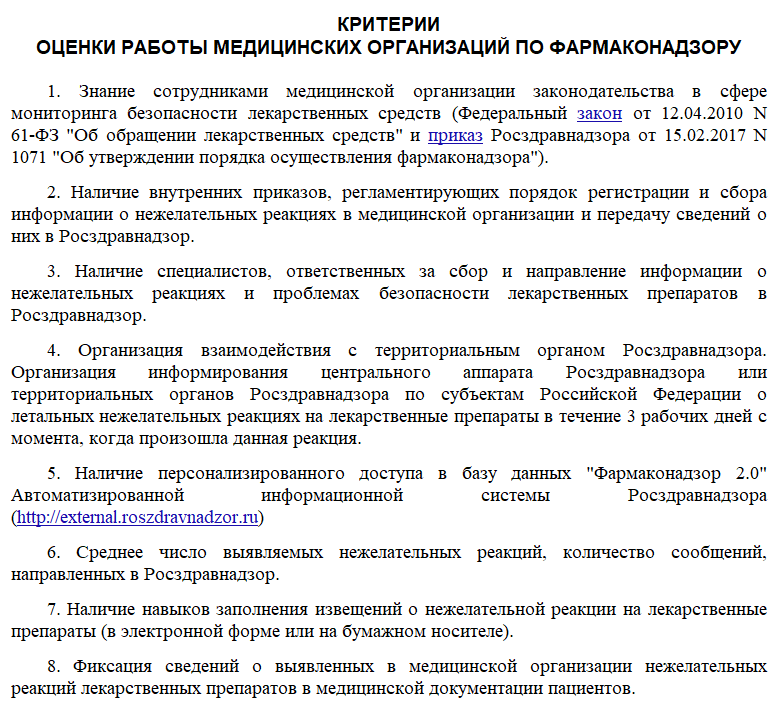 КРИТЕРИИ
ОЦЕНКИ РАБОТЫ МЕДИЦИНСКИХ ОРГАНИЗАЦИЙ ПО ФАРМАКОНАДЗОРУ
1. Знание сотрудниками медицинской организации законодательства в сфере
мониторинга безопасности лекарственных средств (Федеральный закон от 12.04.2010 N
61-ФЗ "Об обращении лекарственных средств" и приказ Росздравнадзора от 15.02.2017 N
1071 "Об утверждении порядка осуществления фармаконадзора").
2. Наличие внутренних приказов, регламентирующих порядок регистрации и сбора
информации о нежелательных реакциях в медицинской организации и передачу сведений о
них в Росздравнадзор.
3. Наличие специалистов, ответственных за сбор и направление информации о
нежелательных реакциях и проблемах безопасности лекарственных препаратов в
Росздравнадзор.
4. Организация взаимодействия с территориальным органом Росздравнадзора.
Организация информирования центрального аппарата Росздравнадзора или
территориальных органов Росздравнадзора по субъектам Российской Федерации о
летальных нежелательных реакциях на лекарственные препараты в течение 3 рабочих дней с
момента, когда произошла данная реакция.
5. Наличие персонализированного доступа в базу данных "Фармаконадзор 2.0"
Автоматизированной информационной системы Росздравнадзора
(http://external.roszdravnadzor.ru)
6. Среднее число выявляемых нежелательных реакций, количество сообщений,
направленных в Росздравнадзор.
7. Наличие навыков заполнения извещений о нежелательной реакции на лекарственные
препараты (в электронной форме или на бумажном носителе).
8. Фиксация сведений о выявленных в медицинской организации нежелательных
реакций лекарственных препаратов в медицинской документации пациентов.